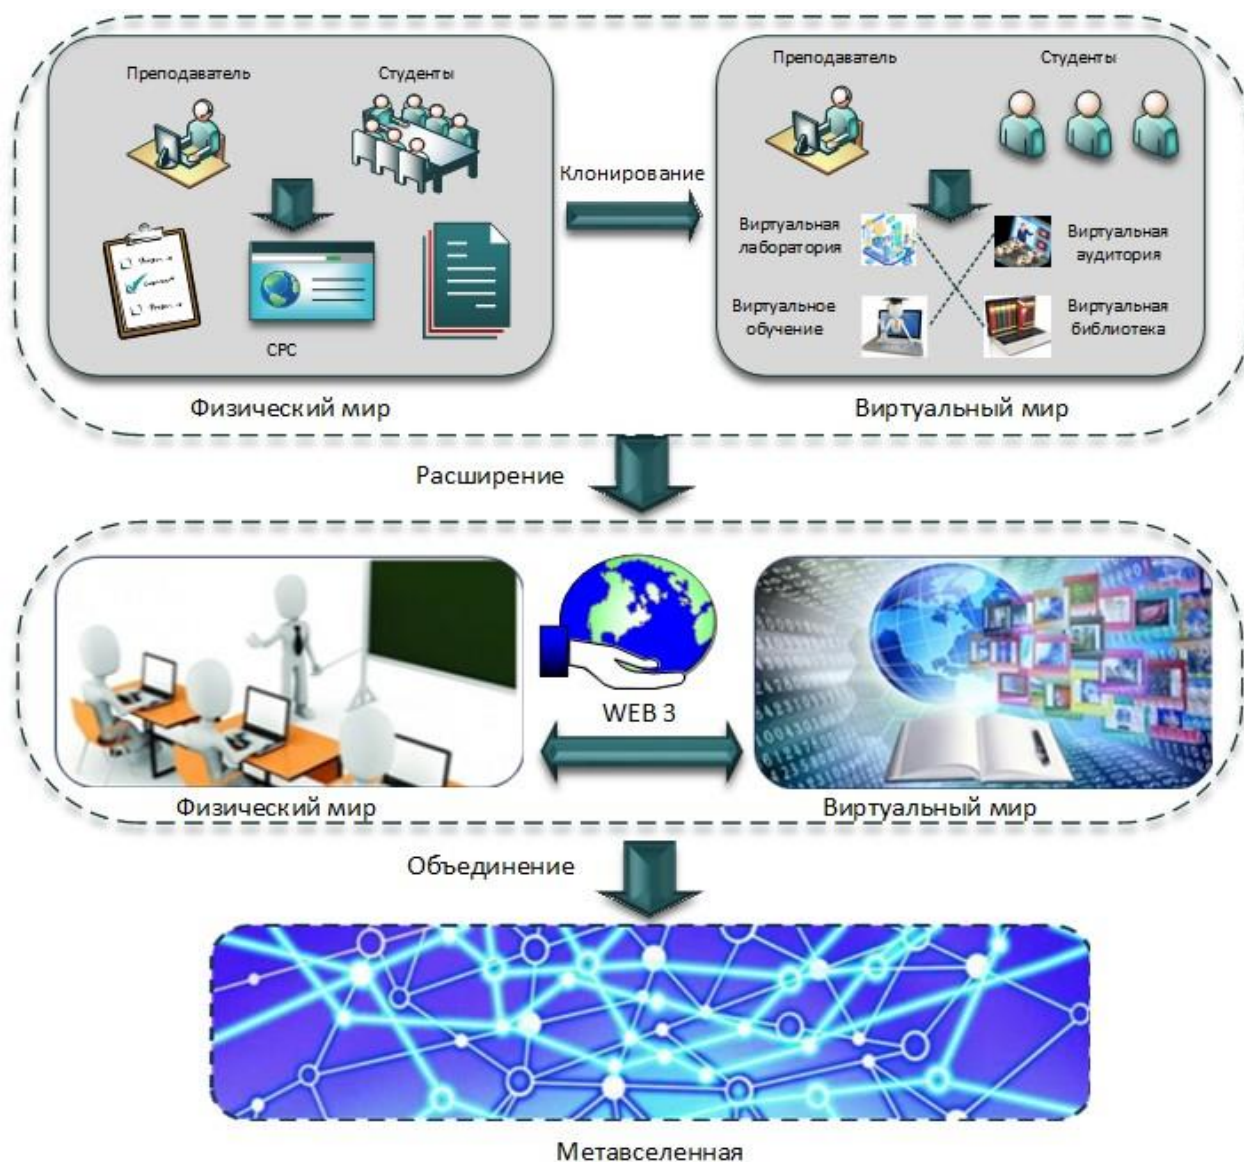 Преподаватель
Студенты
СРС
Физический мир
Клонирование
Преподаватель
Студенты
Виртуальная
лаборатория
Виртуальная
аудитория
Виртуальное
обучение
Виртуальная
библиотека
Виртуальный мир
Расширение
WEB 3
Физический мир
Виртуальный мир
Объединение
Метавселенная